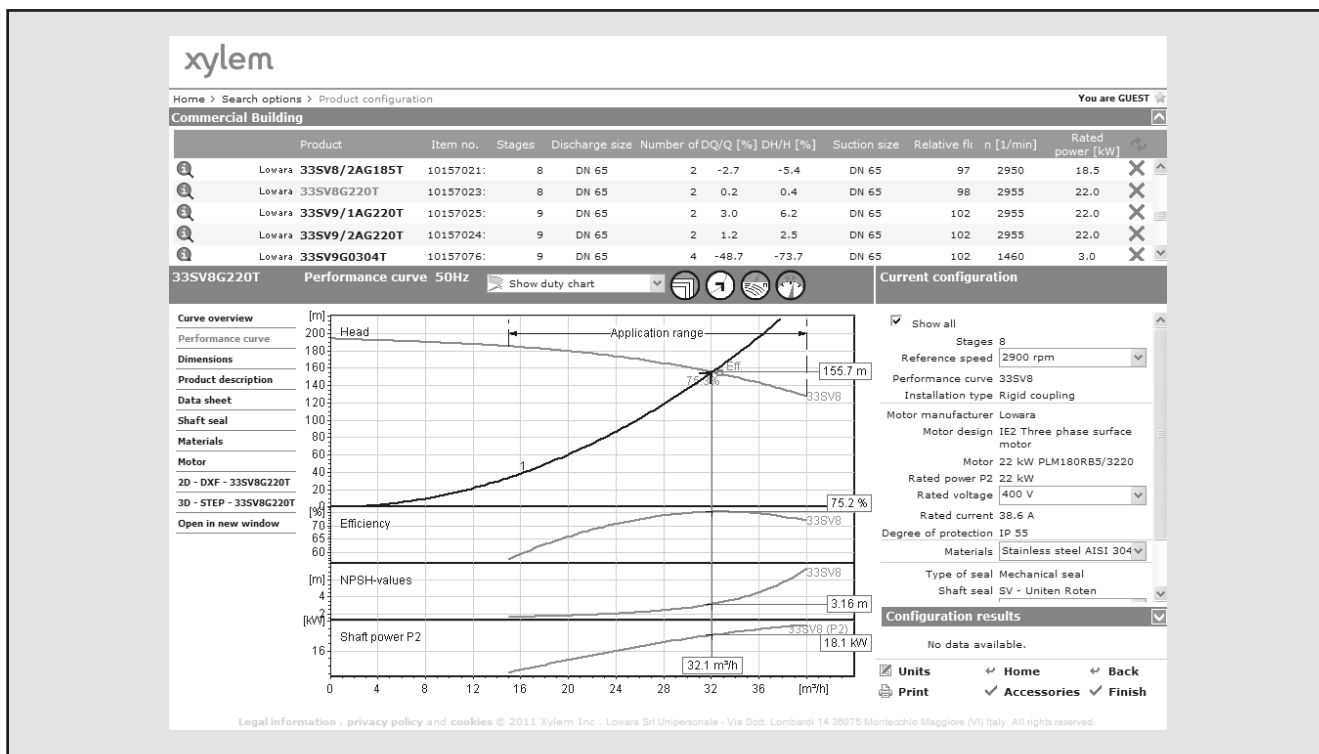 xylem
Home > Search options > Product configuration
You are GUEST
Commercial Building
Product Item no. Stages Discharge size Number of DQ/Q [%] DH/H [%] Suction size Relative flo n [1/min] Rated power [kW]
Lowara 33SV8/2AG185T 10157021: 8 DN 65 2 -2.7 -5.4 DN 65 97 2950 18.5
Lowara 33SV8G220T 10157023: 8 DN 65 2 0.2 0.4 DN 65 98 2955 22.0
Lowara 33SV9/1AG220T 10157025: 9 DN 65 2 3.0 6.2 DN 65 102 2955 22.0
Lowara 33SV9/2AG220T 10157024: 9 DN 65 2 1.2 2.5 DN 65 102 2955 22.0
Lowara 33SV9G0304T 10157076: 9 DN 65 4 -48.7 -73.7 DN 65 102 1460 3.0
33SV8G220T Performance curve 50Hz Show duty chart
Curve overview
Performance curve
Dimensions
Product description
Data sheet
Shaft seal
Materials
Motor
2D - DXF - 33SV8G220T
3D - STEP - 33SV8G220T
Open in new window
[m]
Head
Application range
200
180
160
140
120
100
80
60
40
20
0
Eff.
75.3%
155.7 m
33SV8
1
75.2 %
[%]
Efficiency
70
65
60
33SV8
[m]
NPSH-values
4
2
33SV8
3.16 m
[kW]
Shaft power P2
16
33SV8 (P2)
18.1 kW
32.1 m³/h
0 4 8 12 16 20 24 28 32 36 [m³/h]
Current configuration
Show all
Stages 8
Reference speed 2900 rpm
Performance curve 33SV8
Installation type Rigid coupling
Motor manufacturer Lowara
Motor design IE2 Three phase surface
motor
Motor 22 kW PLM180RB5/3220
Rated power P2 22 kW
Rated voltage 400 V
Rated current 38.6 A
Degree of protection IP 55
Materials Stainless steel AISI 304
Type of seal Mechanical seal
Shaft seal SV - Uniten Roten
Configuration results
No data available.
Units Home Back
Print Accessories Finish
Legal information , privacy policy and cookies © 2011 Xylem Inc . Lowara Srl Unipersonale - Via Dott. Lombardi 14 36075 Montecchio Maggiore (VI) Italy. All rights reserved.